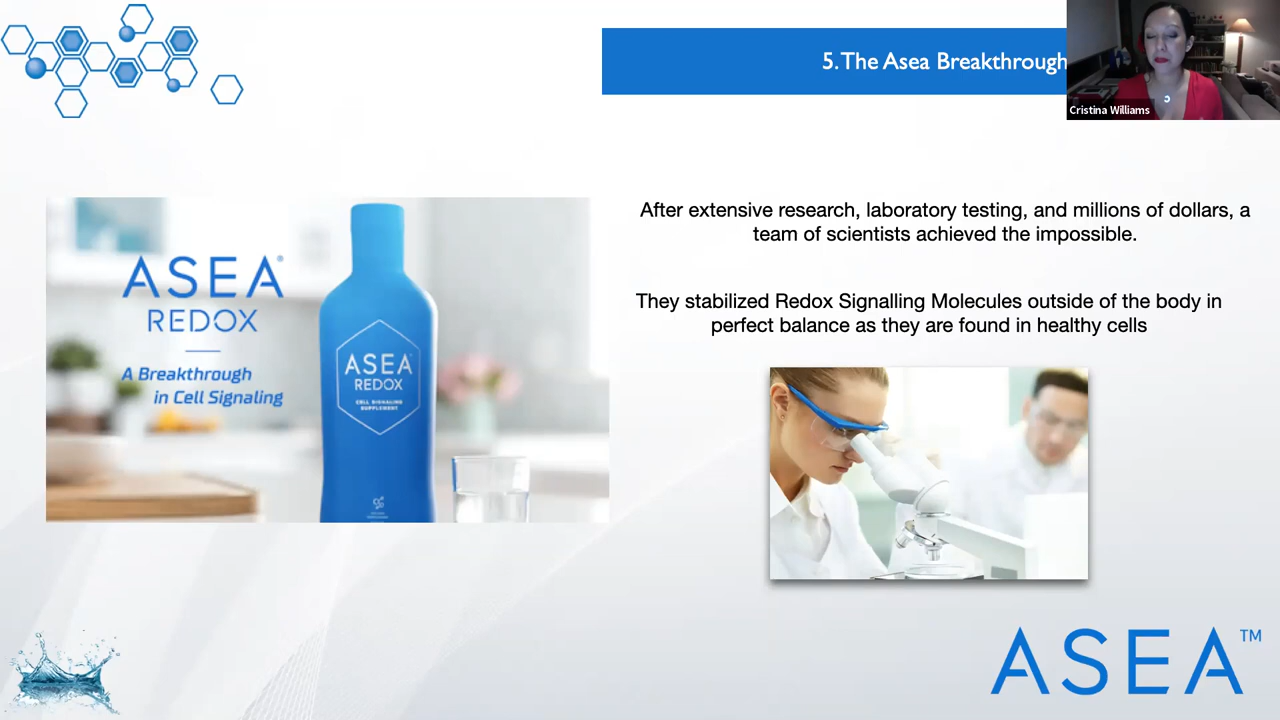 5. The Asea Breakthrough
Cristina Williams
After extensive research, laboratory testing, and millions of dollars, a
team of scientists achieved the impossible.
They stabilized Redox Signalling Molecules outside of the body in
perfect balance as they are found in healthy cells
ASEA®
REDOX
A Breakthrough
in Cell Signaling
ASEA
REDOX
CELL SIGNALING
SUPPLEMENT
ASEA™